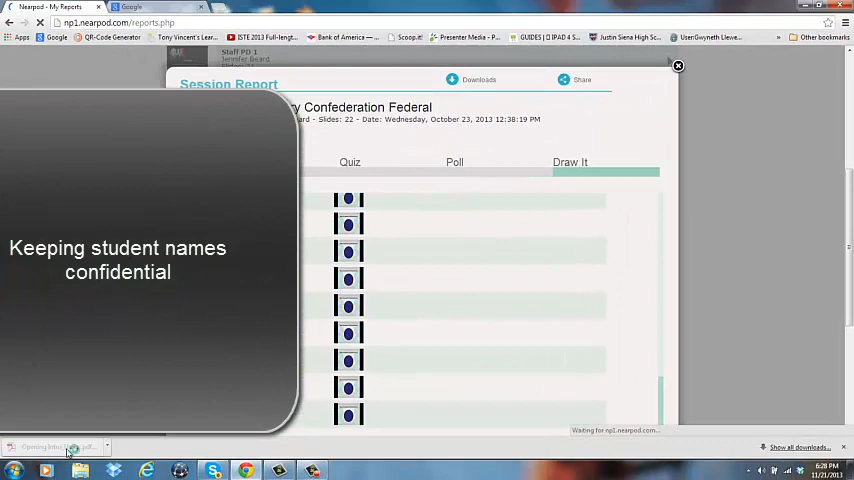 Nearpod - My Reports
Google
np1.nearpod.com/reports.php
Apps
Google
QR-Code Generator
Tony Vincent's Lear...
ISTE 2013 Full-lengt...
Bank of America —...
Scoop.it!
Presenter Media - P...
GUIDES | iPAD 4 S...
Justin Siena High Sc...
UserGwyneth Llewe...
»
Other bookmarks
Staff PD 1
Jennifer Beard
Session Report
Downloads
Share
y Confederation Federal
ard - Slides: 22 - Date: Wednesday, October 23, 2013 12:38:19 PM
Quiz
Poll
Draw It
Keeping student names
confidential
Waiting for np1.nearpod.com...
Show all downloads...
6:28 PM
11/21/2013